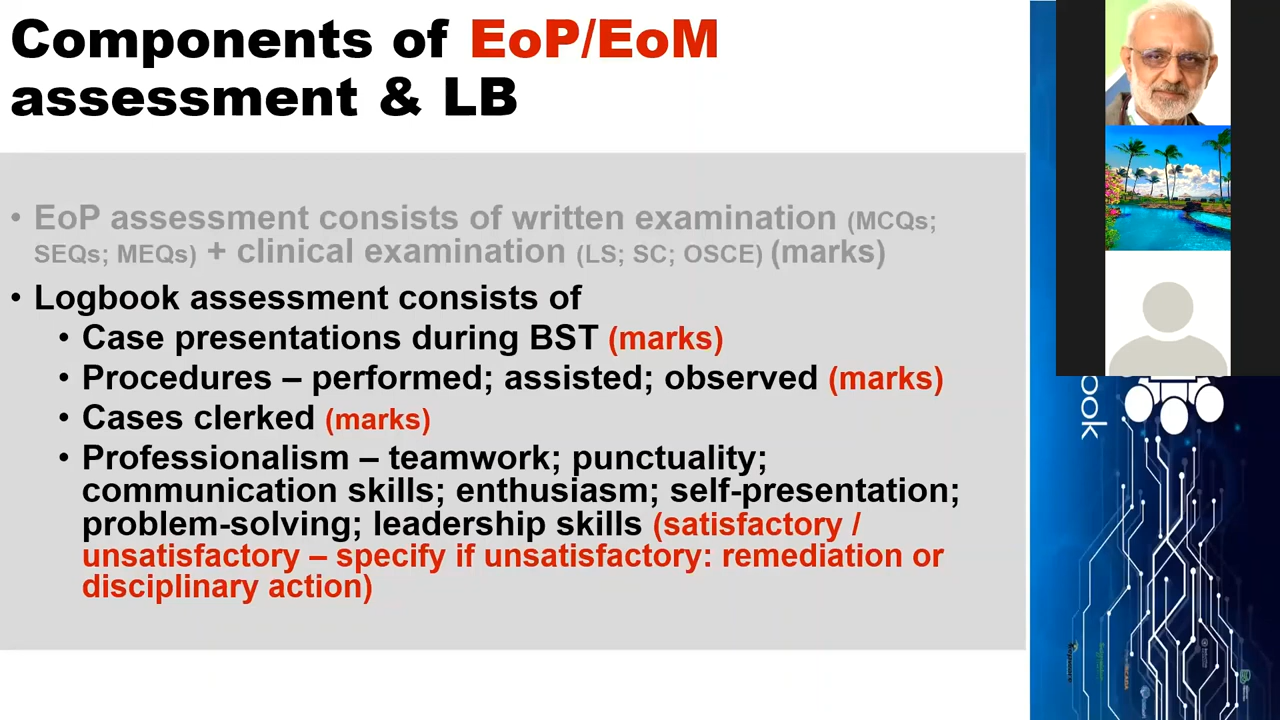 Components of EoP/EoM
assessment & LB
• EoP assessment consists of written examination (MCQs;
SEQs; MEQs) + clinical examination (LS; SC; OSCE) (marks)
• Logbook assessment consists of
• Case presentations during BST (marks)
• Procedures – performed; assisted; observed (marks)
• Cases clerked (marks)
• Professionalism – teamwork; punctuality;
communication skills; enthusiasm; self-presentation;
problem-solving; leadership skills (satisfactory /
unsatisfactory – specify if unsatisfactory: remediation or
disciplinary action)
ook